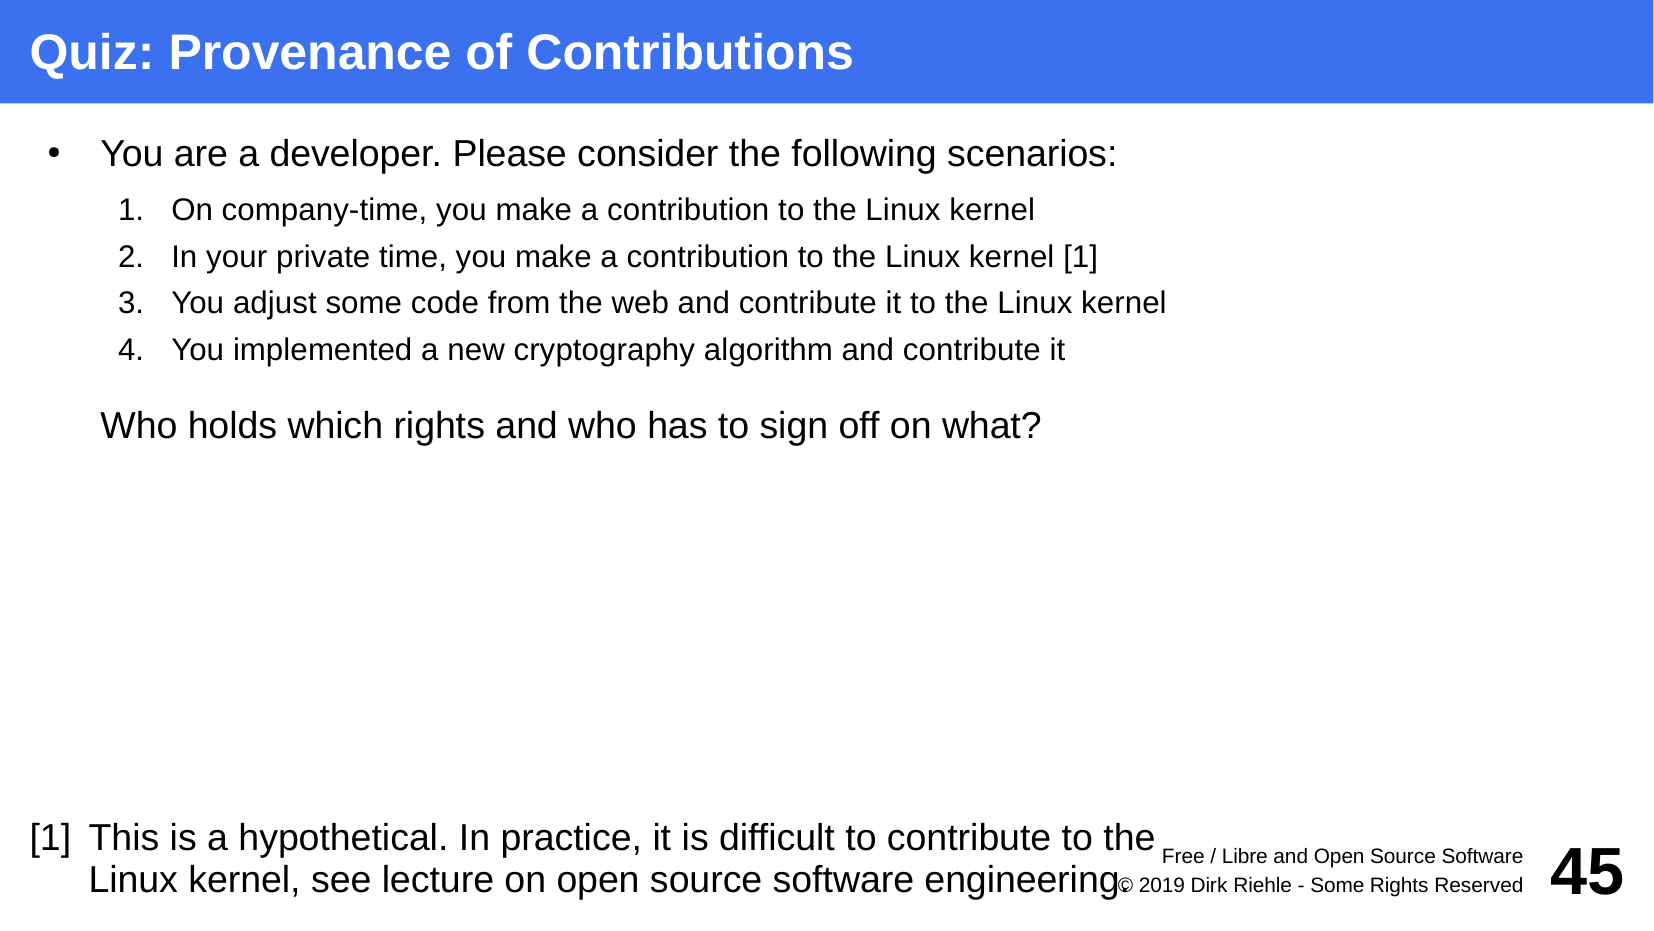 Quiz: Provenance of Contributions
• You are a developer. Please consider the following scenarios:
1. On company-time, you make a contribution to the Linux kernel
2. In your private time, you make a contribution to the Linux kernel [1]
3. You adjust some code from the web and contribute it to the Linux kernel
4. You implemented a new cryptography algorithm and contribute it
Who holds which rights and who has to sign off on what?
[1] This is a hypothetical. In practice, it is difficult to contribute to the
Linux kernel, see lecture on open source software engineering.
Free / Libre and Open Source Software
© 2019 Dirk Riehle - Some Rights Reserved
45